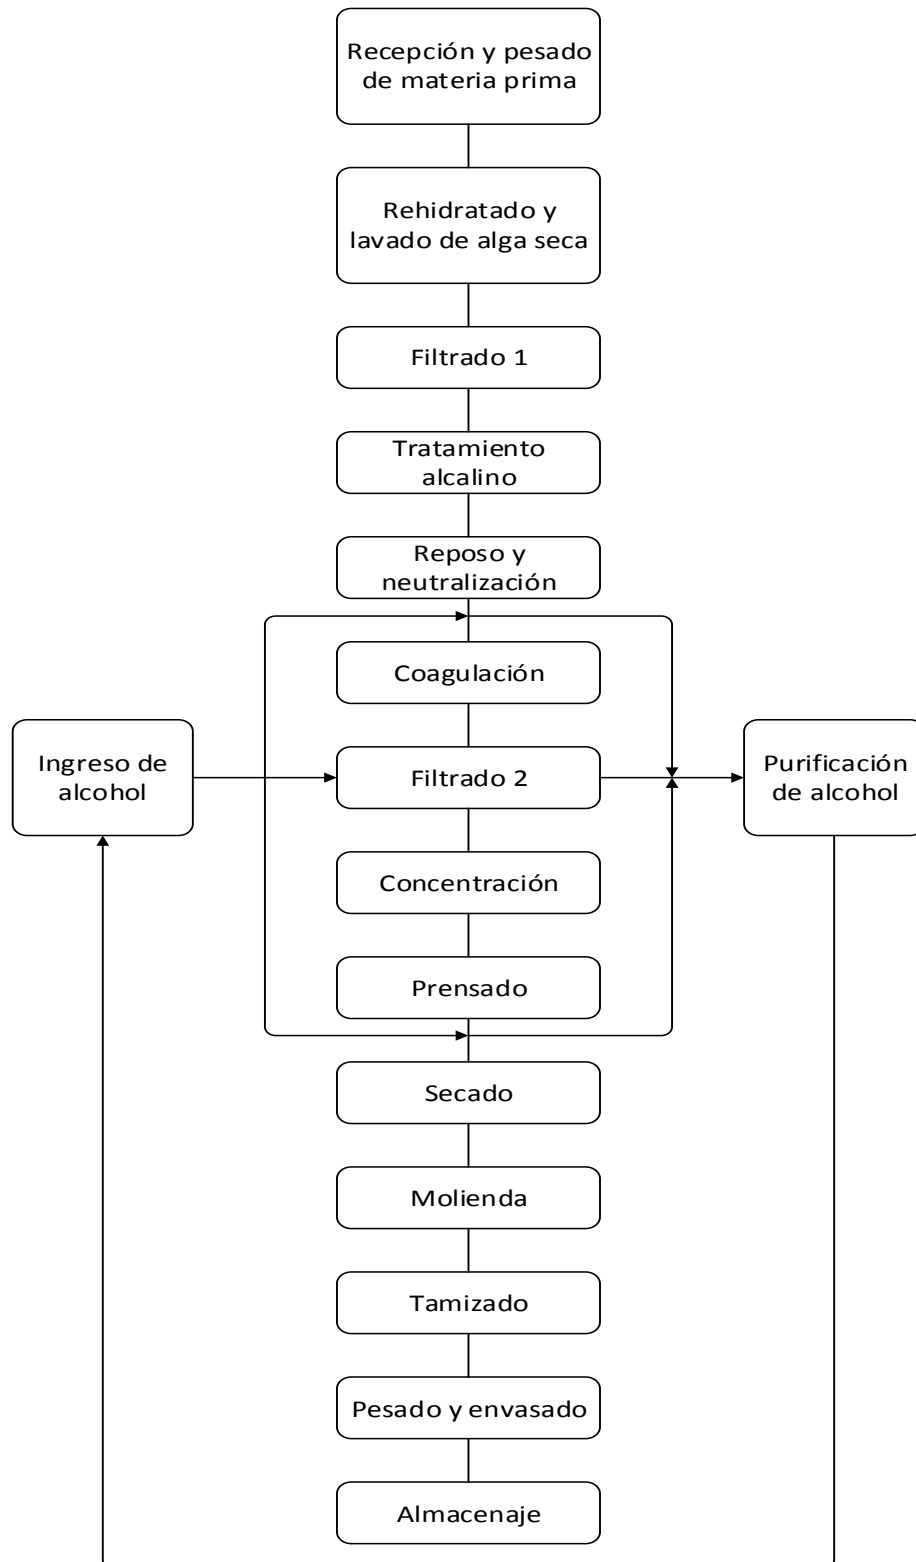 Recepción y pesado
de materia prima
Rehidratado y
lavado de alga seca
Filtrado 1
Tratamiento
alcalino
Reposo y
neutralización
Coagulación
Ingreso de
alcohol
Filtrado 2
Purificación
de alcohol
Concentración
Prensado
Secado
Molienda
Tamizado
Pesado y envasado
Almacenaje